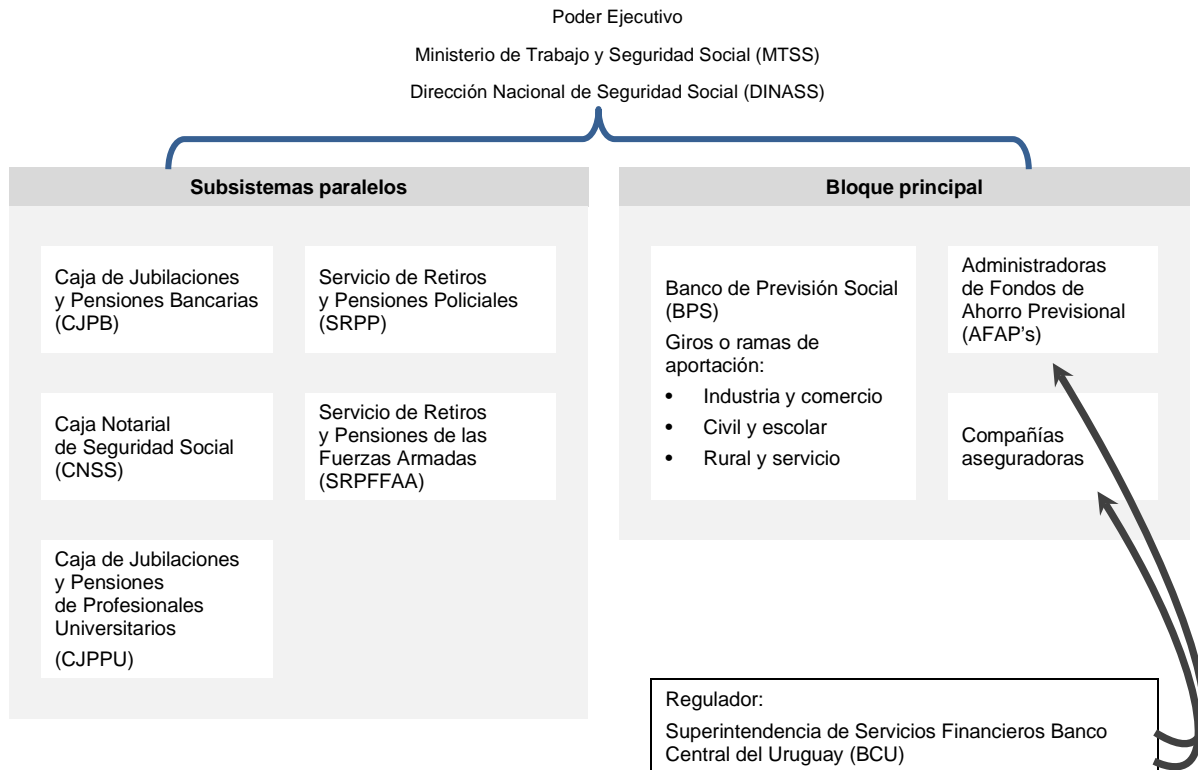 Poder Ejecutivo
Ministerio de Trabajo y Seguridad Social (MTSS)
Dirección Nacional de Seguridad Social (DINASS)
Subsistemas paralelos
Caja de Jubilaciones
y Pensiones Bancarias
(CJPB)
Servicio de Retiros
y Pensiones Policiales
(SRPP)
Caja Notarial
de Seguridad Social
(CNSS)
Servicio de Retiros
y Pensiones de las
Fuerzas Armadas
(SRPFFAA)
Caja de Jubilaciones
y Pensiones
de Profesionales
Universitarios
(CJPPU)
Bloque principal
Banco de Previsión Social
(BPS)
Giros o ramas de
aportación:
• Industria y comercio
• Civil y escolar
• Rural y servicio
Administradoras
de Fondos de
Ahorro Previsional
(AFAP's)
Compañías
aseguradoras
Regulador:
Superintendencia de Servicios Financieros Banco
Central del Uruguay (BCU)